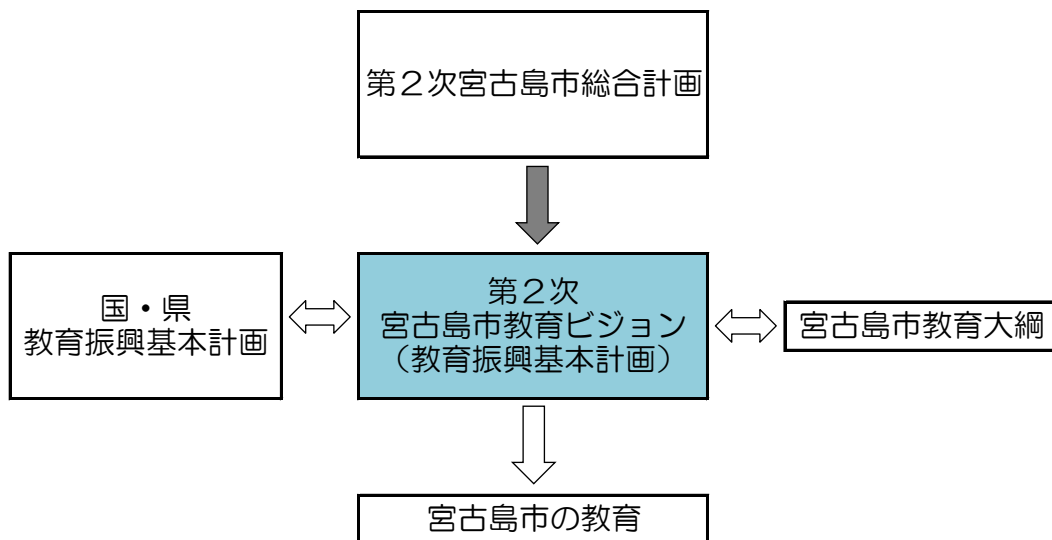 第２次宮古島市総合計画
国・県
教育振興基本計画
第２次
宮古島市教育ビジョン
（教育振興基本計画）
宮古島市教育大綱
宮古島市の教育